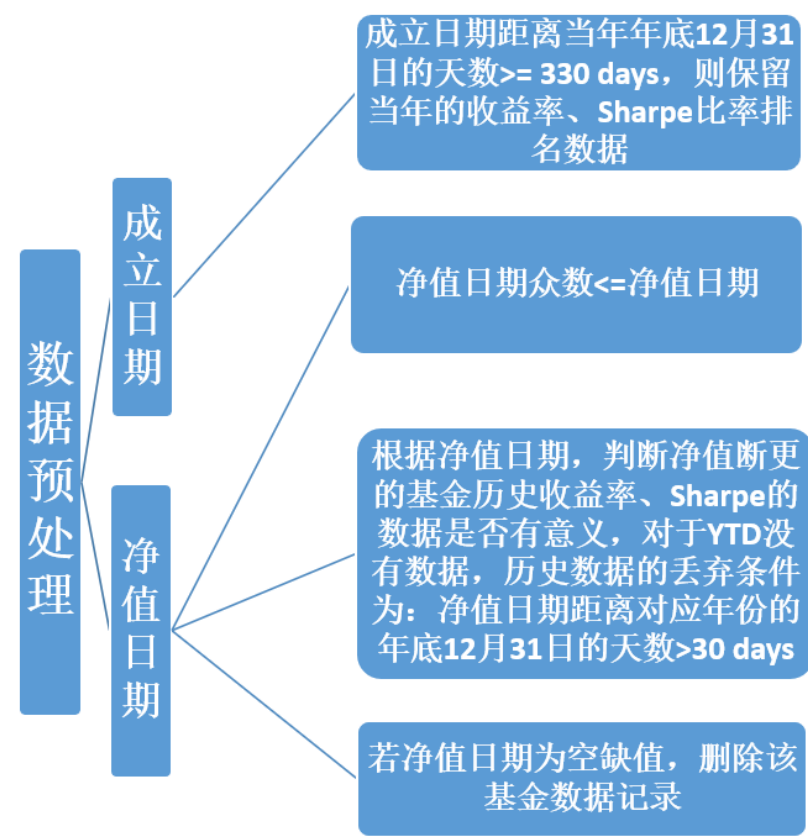 数据预处理
成立日期
成立日期距离当年年底12月31
日的天数>= 330 days，则保留
当年的收益率、Sharpe比率排
名数据
净值日期
净值日期众数<=净值日期
根据净值日期，判断净值断更
的基金历史收益率、Sharpe的
数据是否有意义，对于YTD没
有数据，历史数据的丢弃条件
为：净值日期距离对应年份的
年底12月31日的天数>30 days
若净值日期为空缺值，删除该
基金数据记录